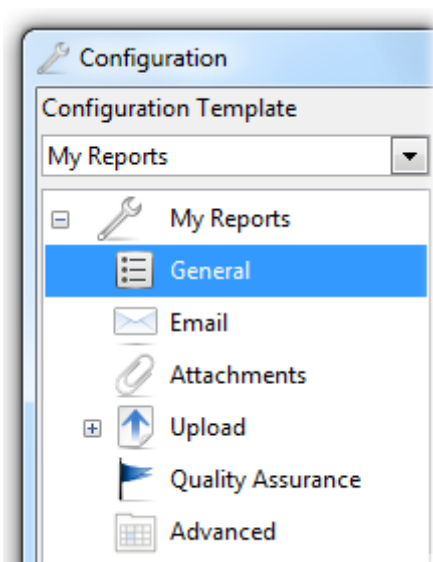 Configuration
Configuration Template
My Reports
My Reports
General
Email
Attachments
Upload
Quality Assurance
Advanced